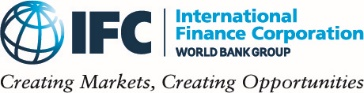 IFC
International
Finance Corporation
WORLD BANK GROUP
Creating Markets, Creating Opportunities